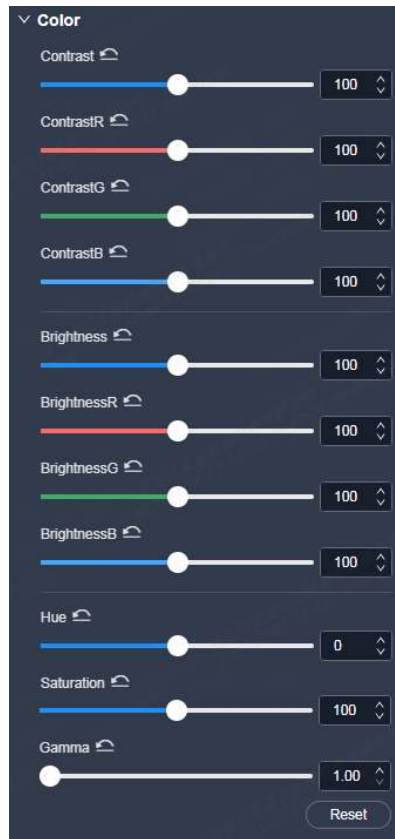 Color
Contrast
100
ContrastR
100
ContrastG
100
ContrastB
100
Brightness
100
BrightnessR
100
BrightnessG
100
BrightnessB
100
Hue
0
Saturation
100
Gamma
1.00
Reset